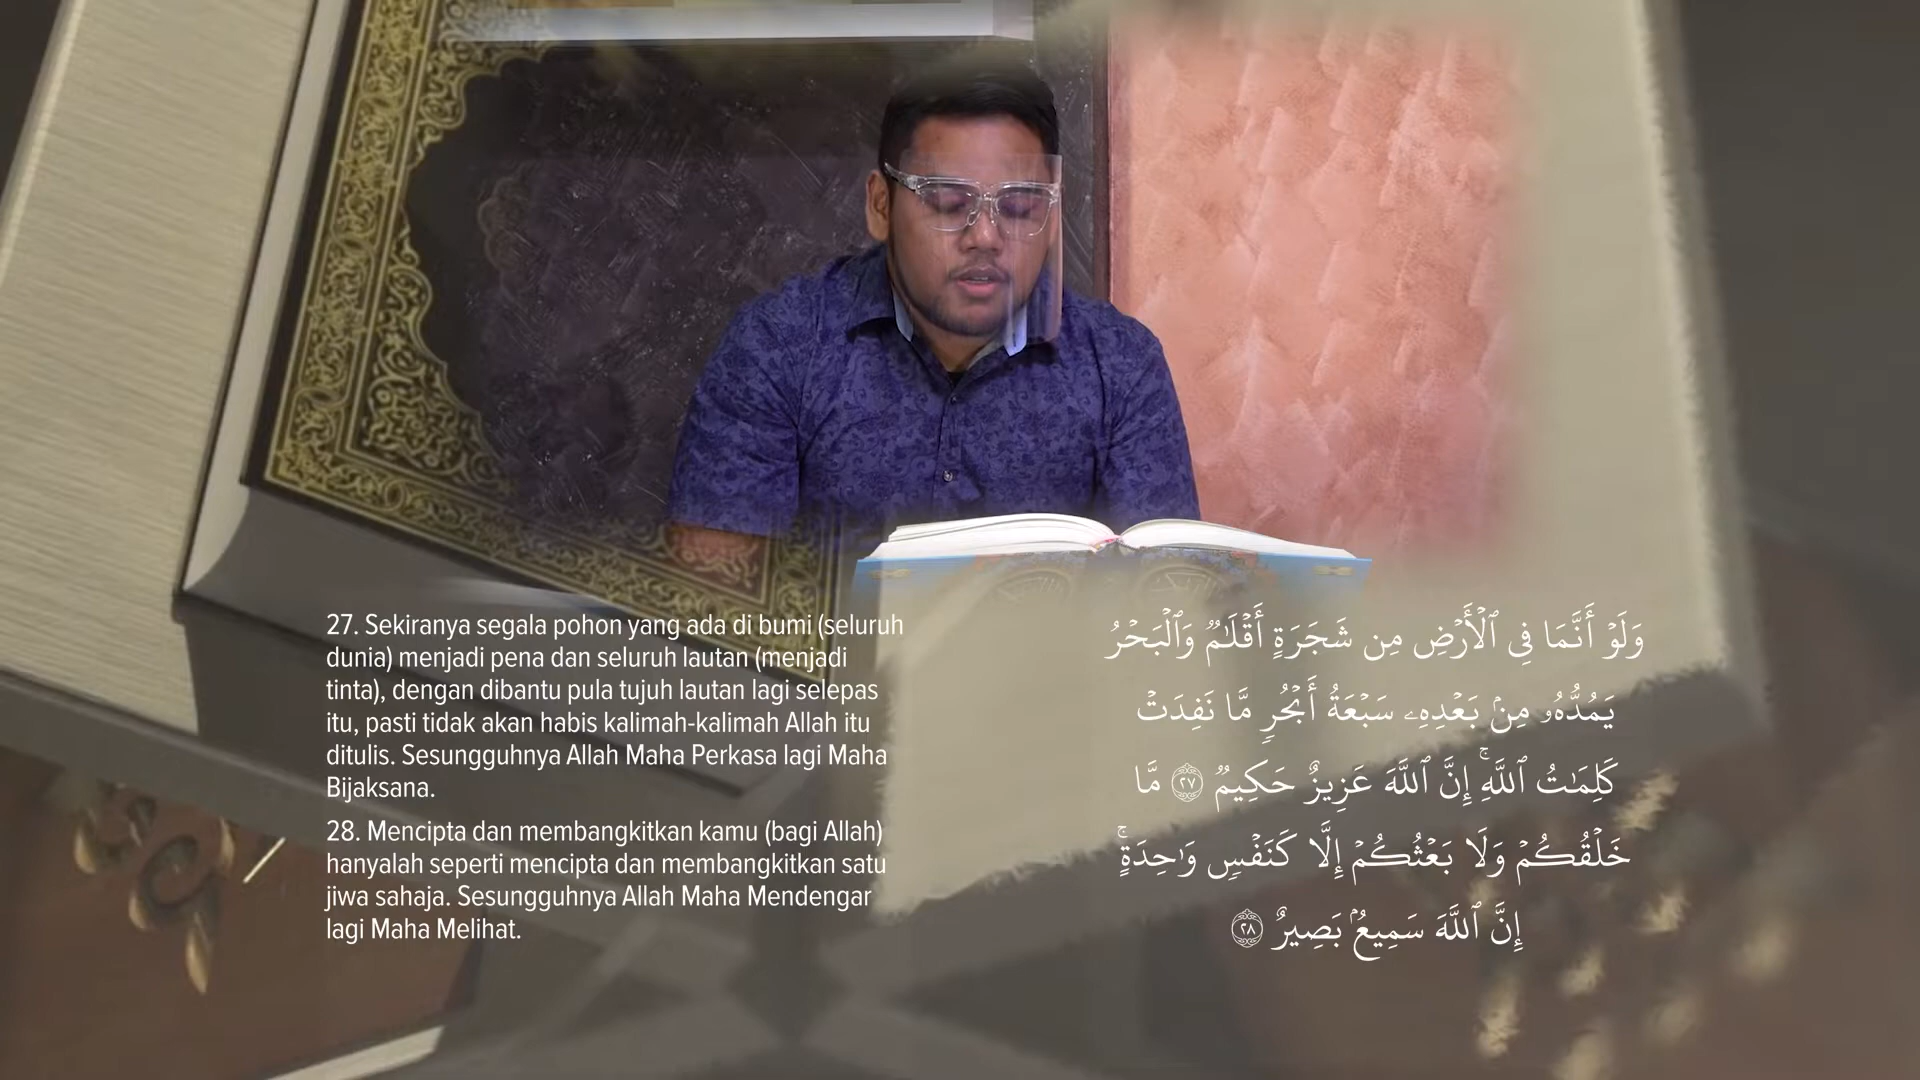 27. Sekiranya segala pohon yang ada di bumi (seluruh
dunia) menjadi pena dan seluruh lautan (menjadi
tinta), dengan dibantu pula tujuh lautan lagi selepas
itu, pasti tidak akan habis kalimah-kalimah Allah itu
ditulis. Sesungguhnya Allah Maha Perkasa lagi Maha
Bijaksana.
28. Mencipta dan membangkitkan kamu (bagi Allah)
hanyalah seperti mencipta dan membangkitkan satu
jiwa sahaja. Sesungguhnya Allah Maha Mendengar
lagi Maha Melihat.
وَلَوْ أَنَّمَا فِى ٱلْأَرْضِ مِن شَجَرَةٍ أَقْلَـٰمٌ وَٱلْبَحْرُ
يَمُدُّهُۥ مِنۢ بَعْدِهِۦ سَبْعَةُ أَبْحُرٍ مَّا نَفِدَتْ
كَلِمَـٰتُ ٱللَّهِ ۚ إِنَّ ٱللَّهَ عَزِيزٌ حَكِيمٌ ۝٢٧ مَّا
خَلْقُكُمْ وَلَا بَعْثُكُمْ إِلَّا كَنَفْسٍ وَٰحِدَةٍ ۚ
إِنَّ ٱللَّهَ سَمِيعٌۢ بَصِيرٌ ۝٢٨